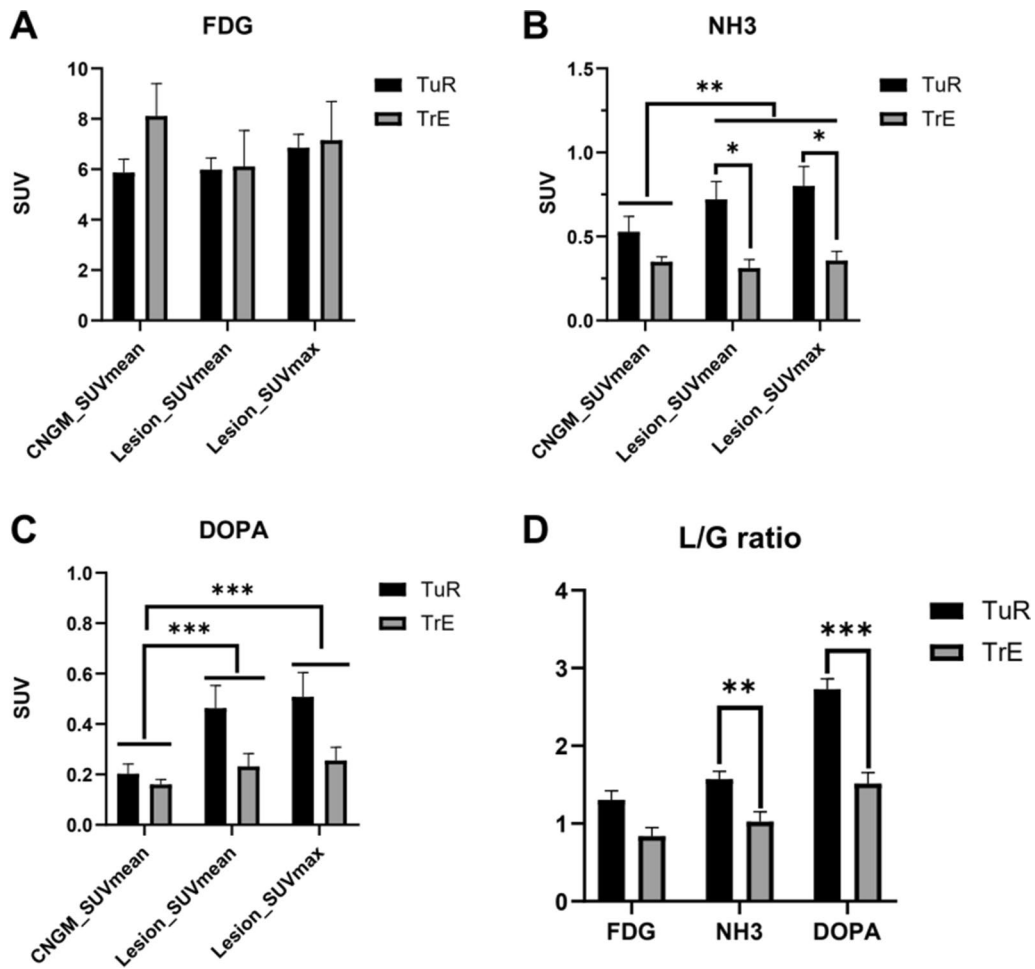 A
FDG
SUV
10
8
6
4
2
0
CNGM_SUVmean
Lesion_SUVmean
Lesion_SUVmax
TuR
TrE
B
NH3
SUV
1.5
1.0
0.5
0.0
**
*
*
CNGM_SUVmean
Lesion_SUVmean
Lesion_SUVmax
TuR
TrE
C
DOPA
SUV
1.0
0.8
0.6
0.4
0.2
0.0
***
***
CNGM_SUVmean
Lesion_SUVmean
Lesion_SUVmax
TuR
TrE
D
L/G ratio
4
3
2
1
0
**
***
FDG
NH3
DOPA
TuR
TrE